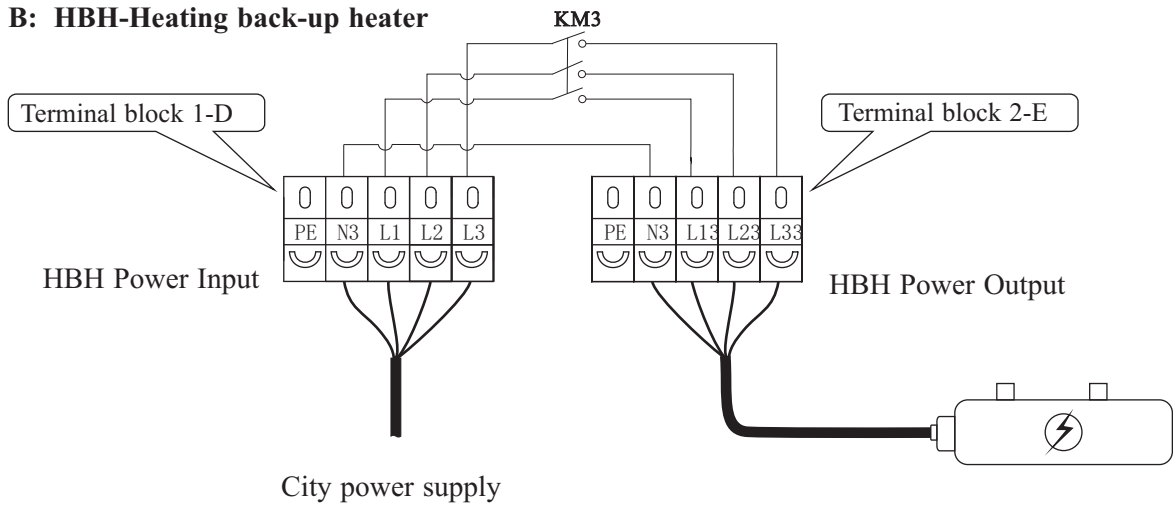 B: HBH-Heating back-up heater
KM3
Terminal block 1-D
Terminal block 2-E
PE N3 L1 L2 L3
PE N3 L13 L23 L33
HBH Power Input
HBH Power Output
City power supply